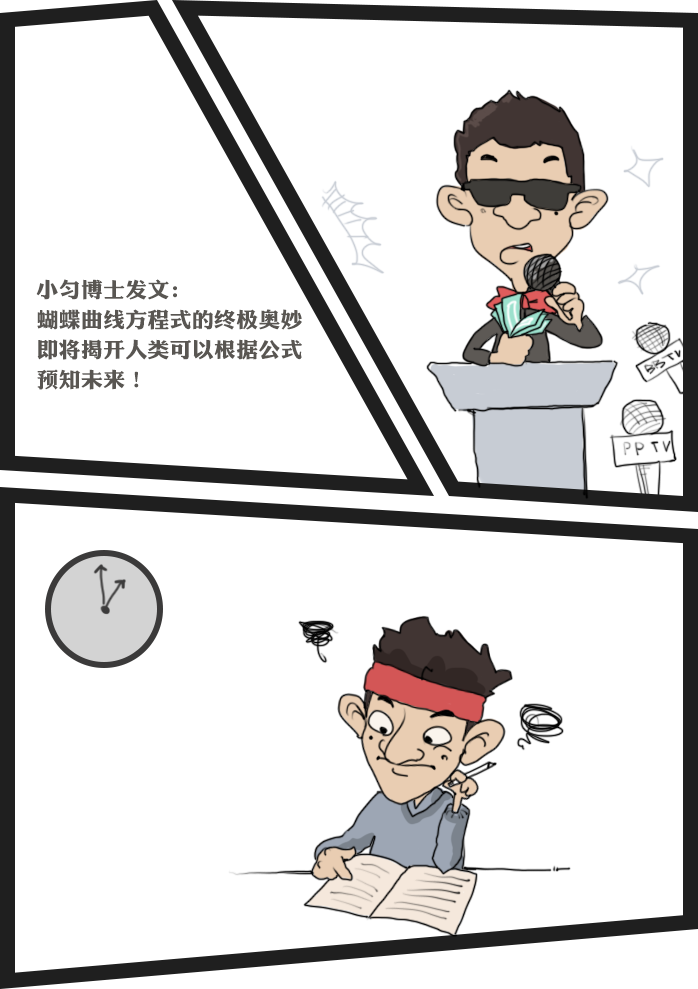 小匀博士发文：
蝴蝶曲线方程式的终极奥妙
即将揭开人类可以根据公式
预知未来！
BBTV
PPTV